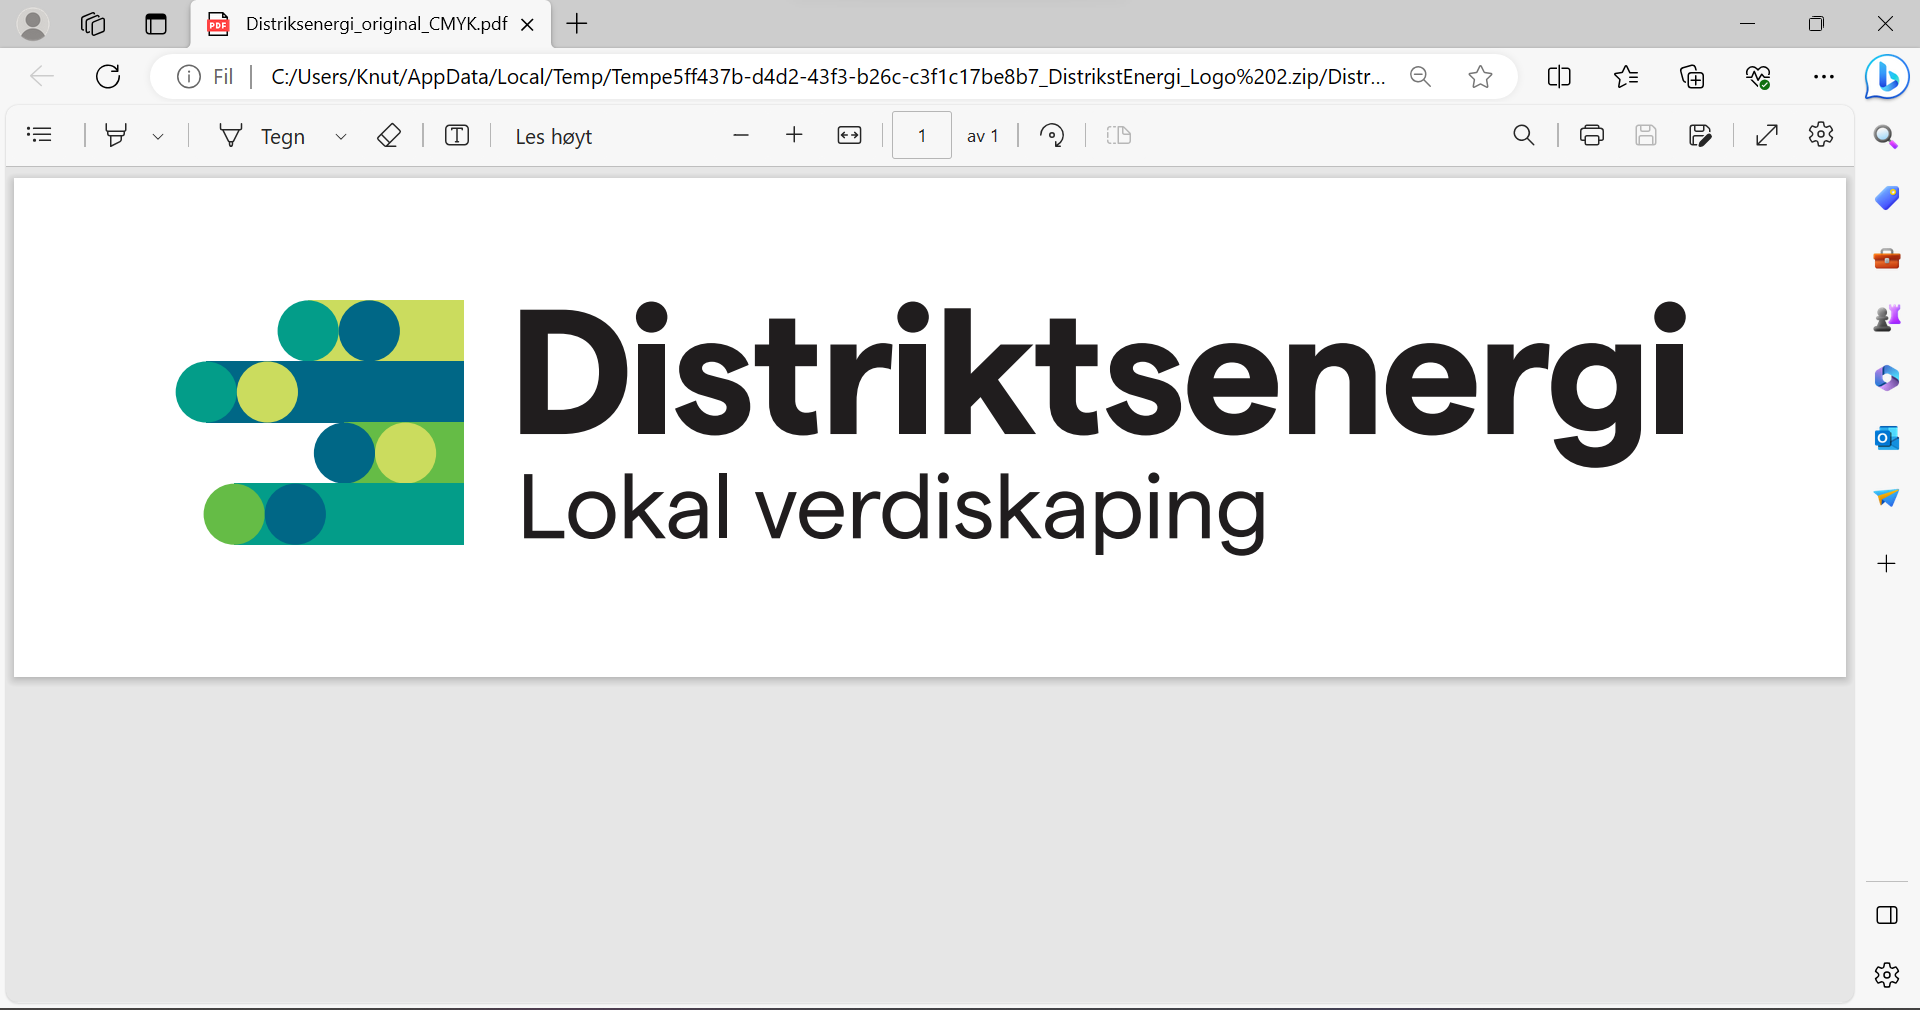 Distriksenergi_original_CMYK.pdf
Fil
C:/Users/Knut/AppData/Local/Temp/Tempe5ff437b-d4d2-43f3-b26c-c3f1c17be8b7_DistrikstEnergi_Logo%202.zip/Distr...
Tegn
Les høyt
1 av 1
Distriktsenergi
Lokal verdiskaping